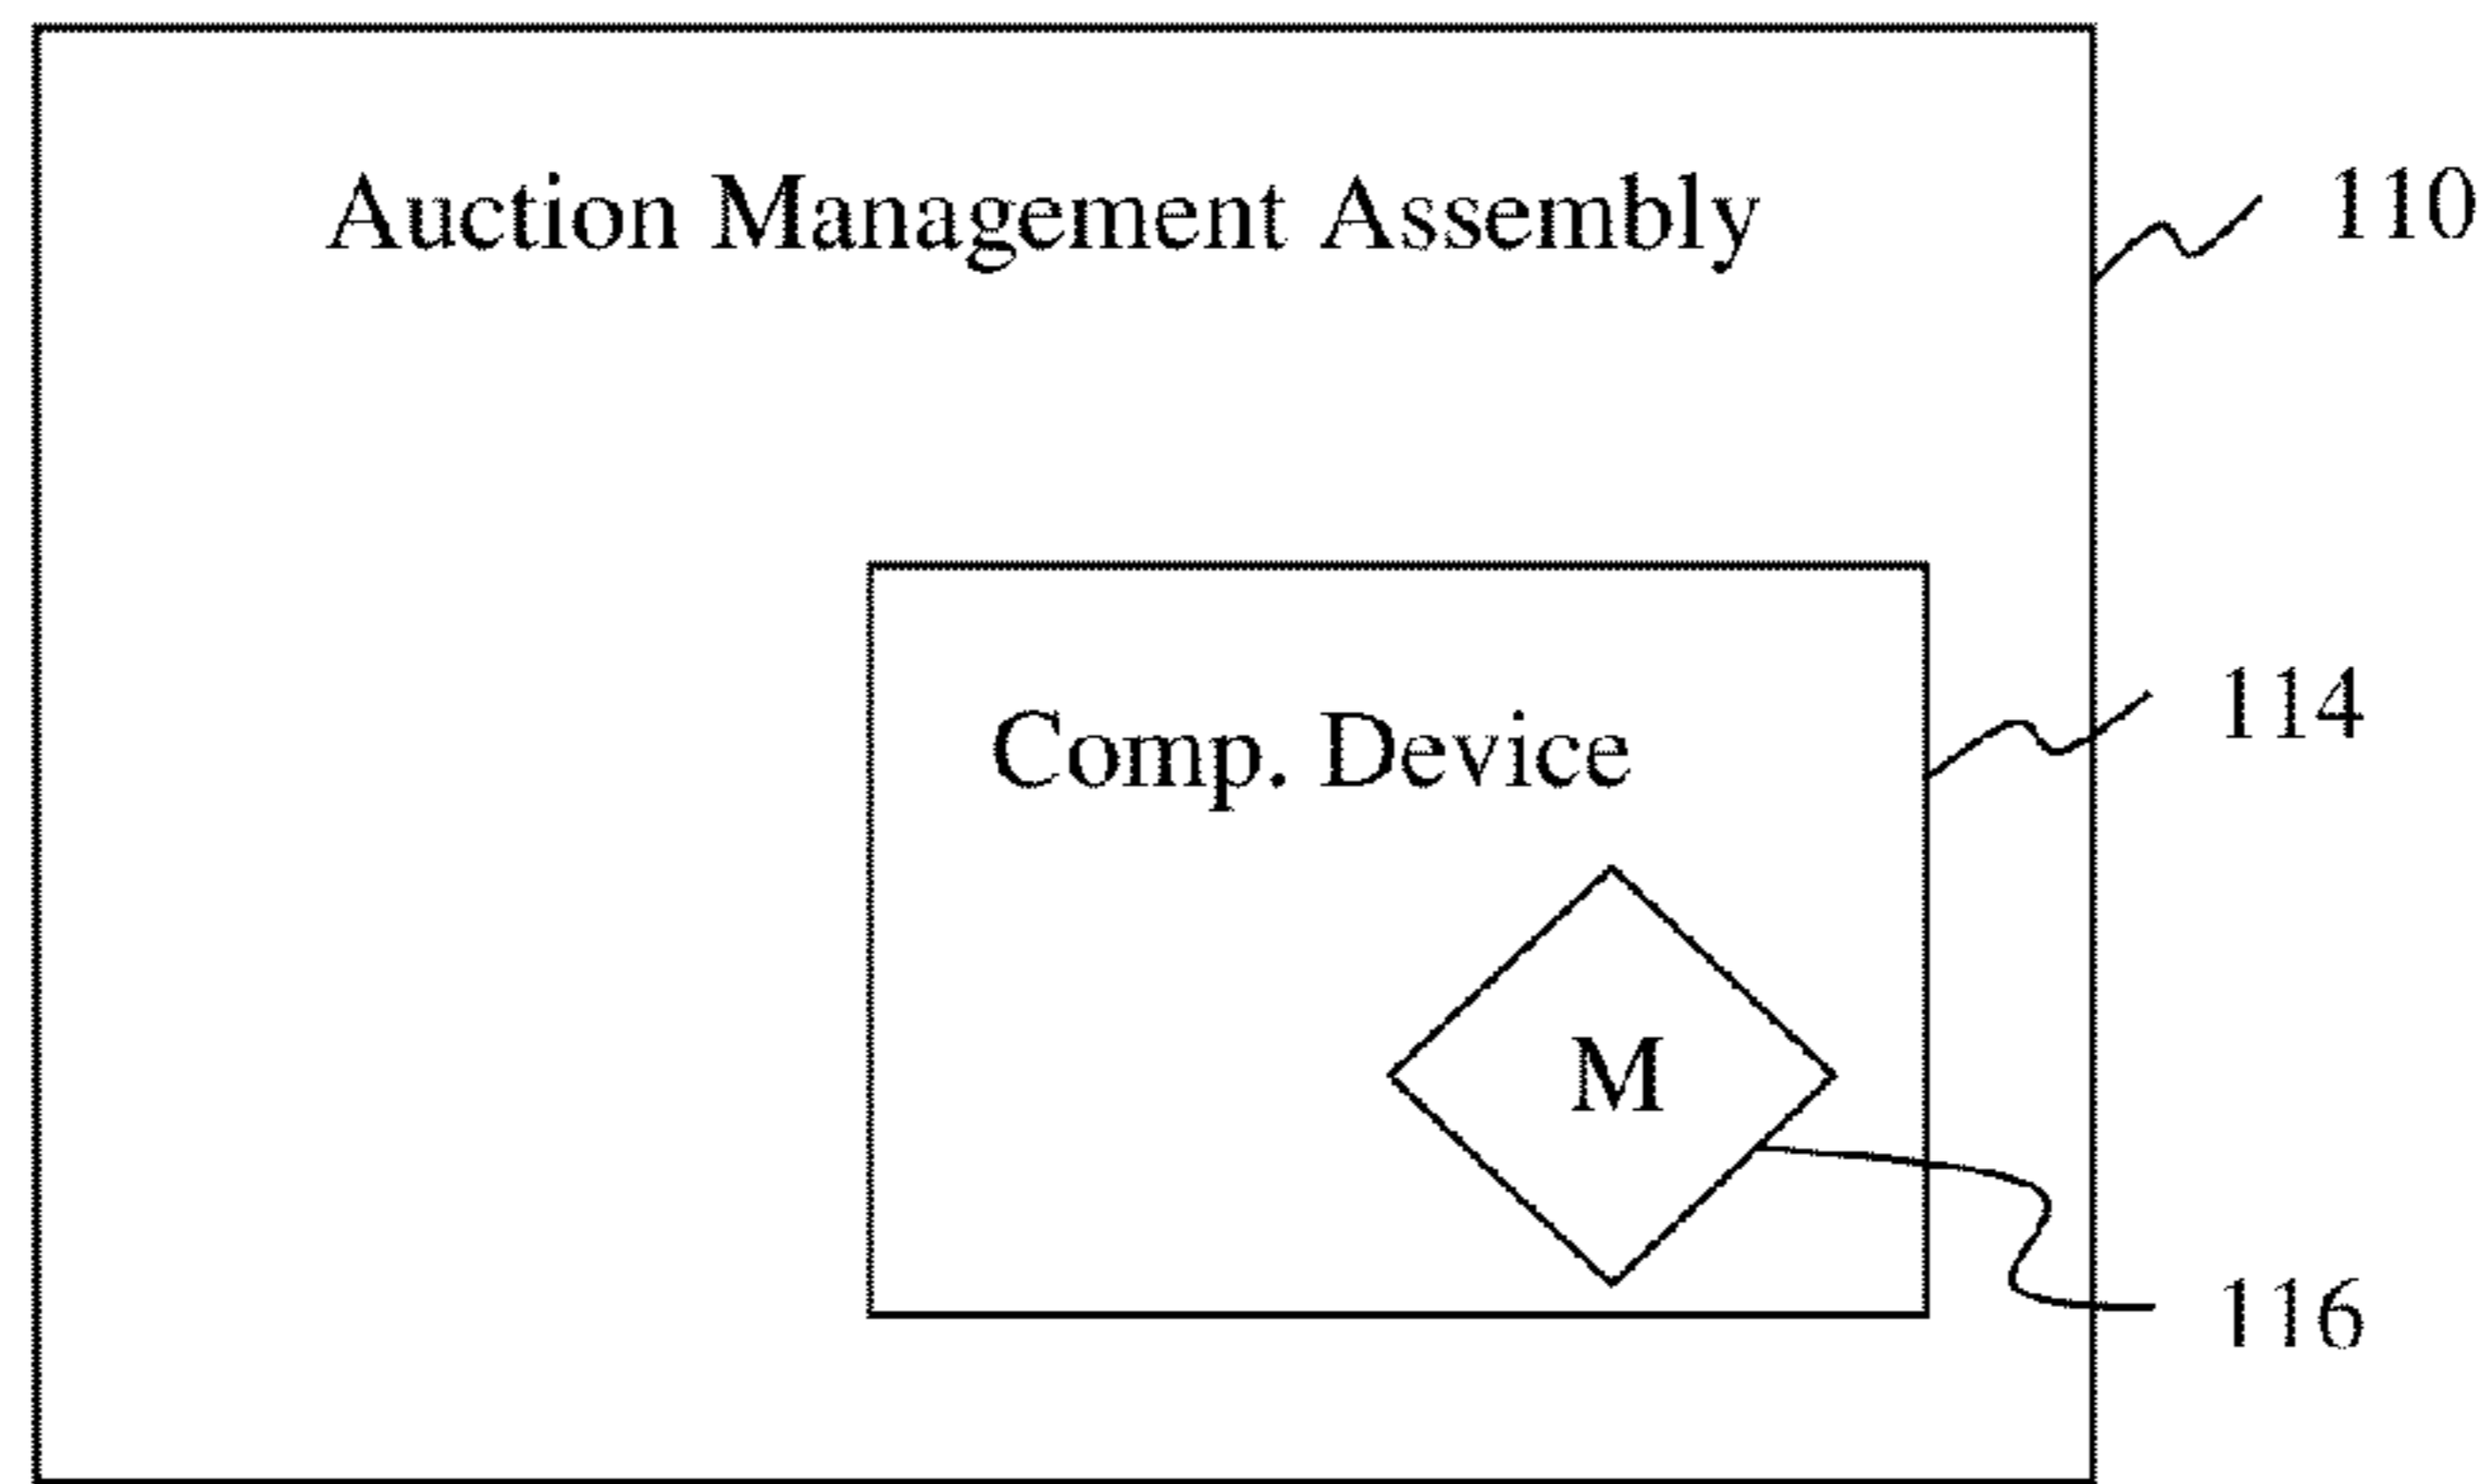 Auction Management Assembly
110
Comp. Device
114
M
116